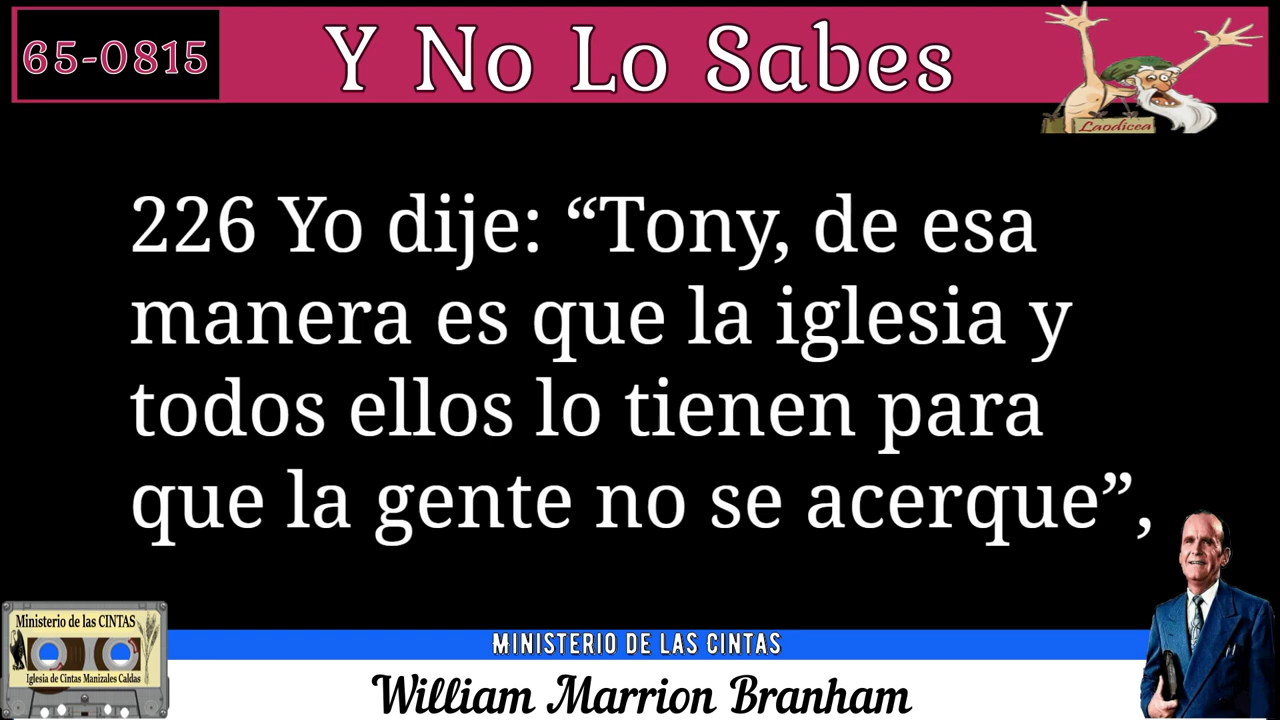 65-0815
Y No Lo Sabes
Laodicea
226 Yo dije: “Tony, de esa
manera es que la iglesia y
todos ellos lo tienen para
que la gente no se acerque”,
Ministerio de las CINTAS
Iglesia de Cintas Manizales Caldas
MINISTERIO DE LAS CINTAS
William Marrion Branham